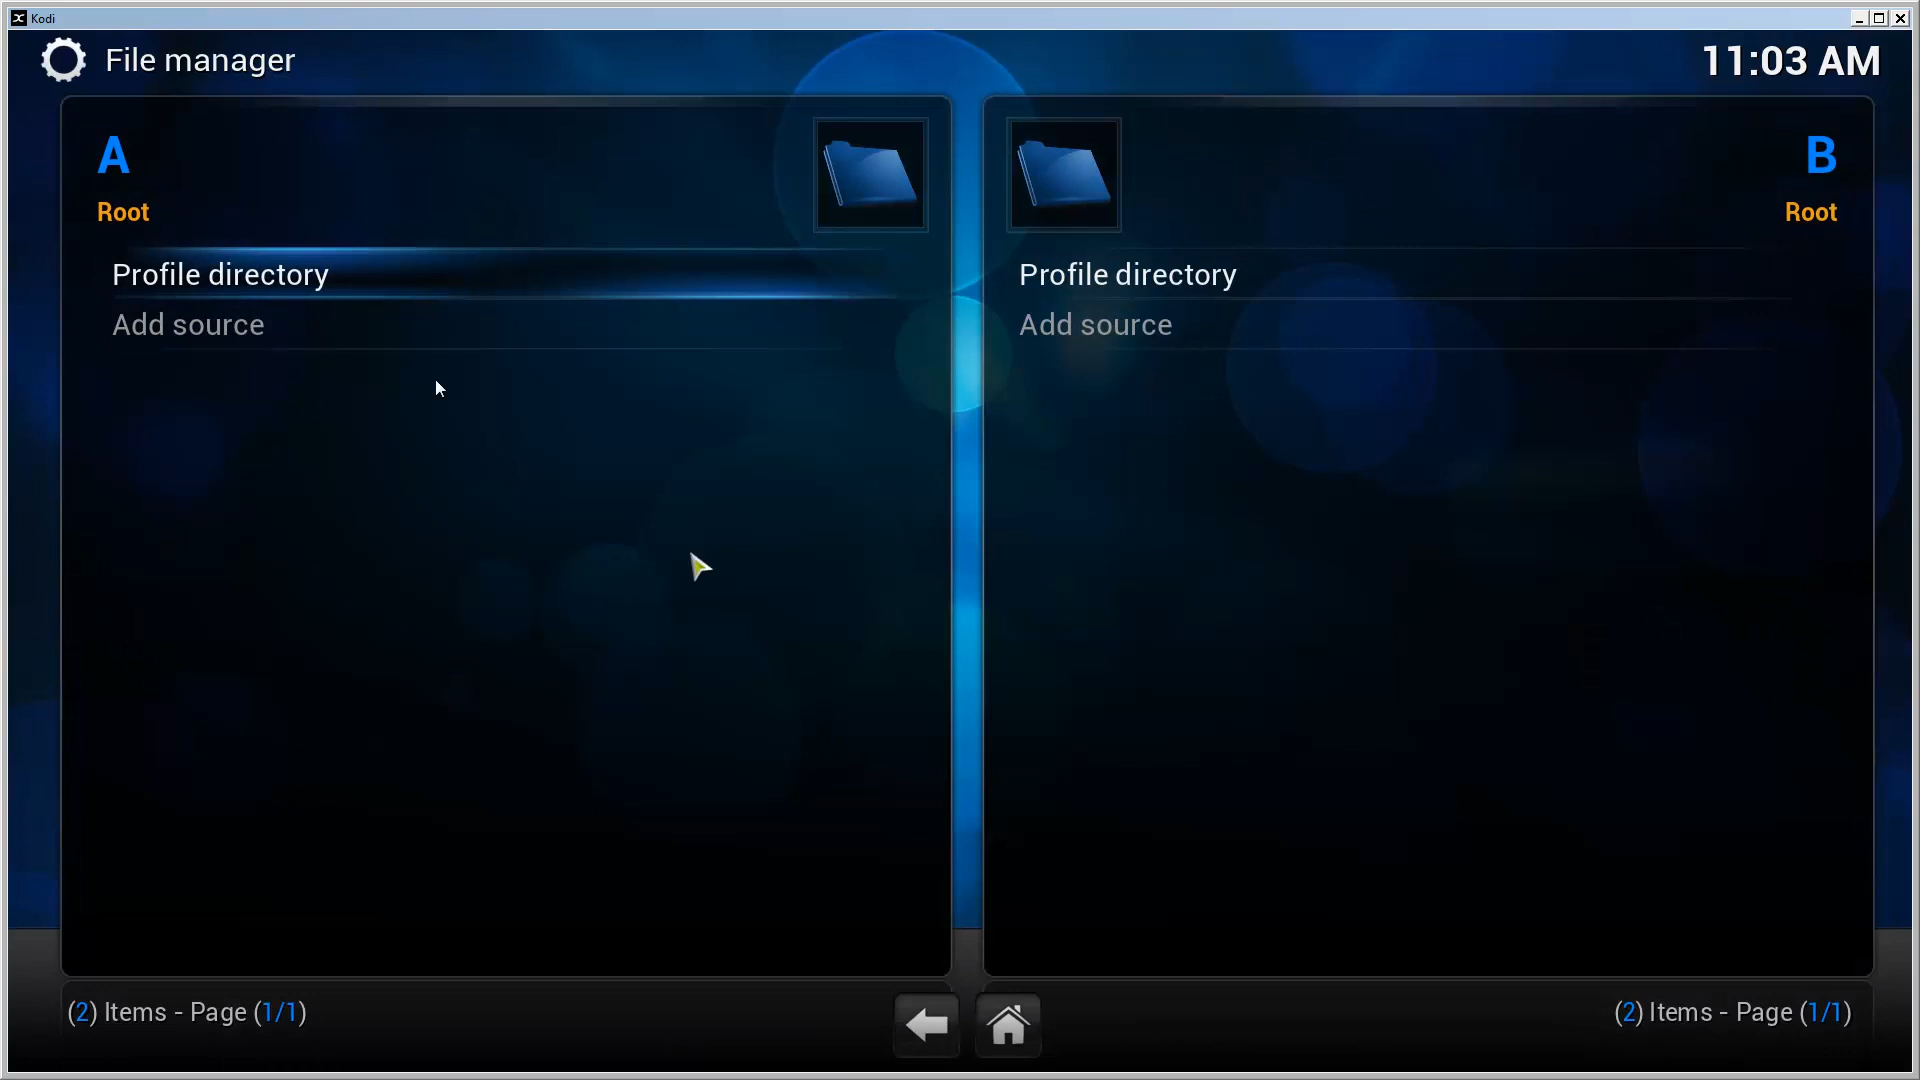 Kodi
File manager
11:03 AM
A
Root
Profile directory
Add source
B
Root
Profile directory
Add source
(2) Items - Page (1/1)
(2) Items - Page (1/1)